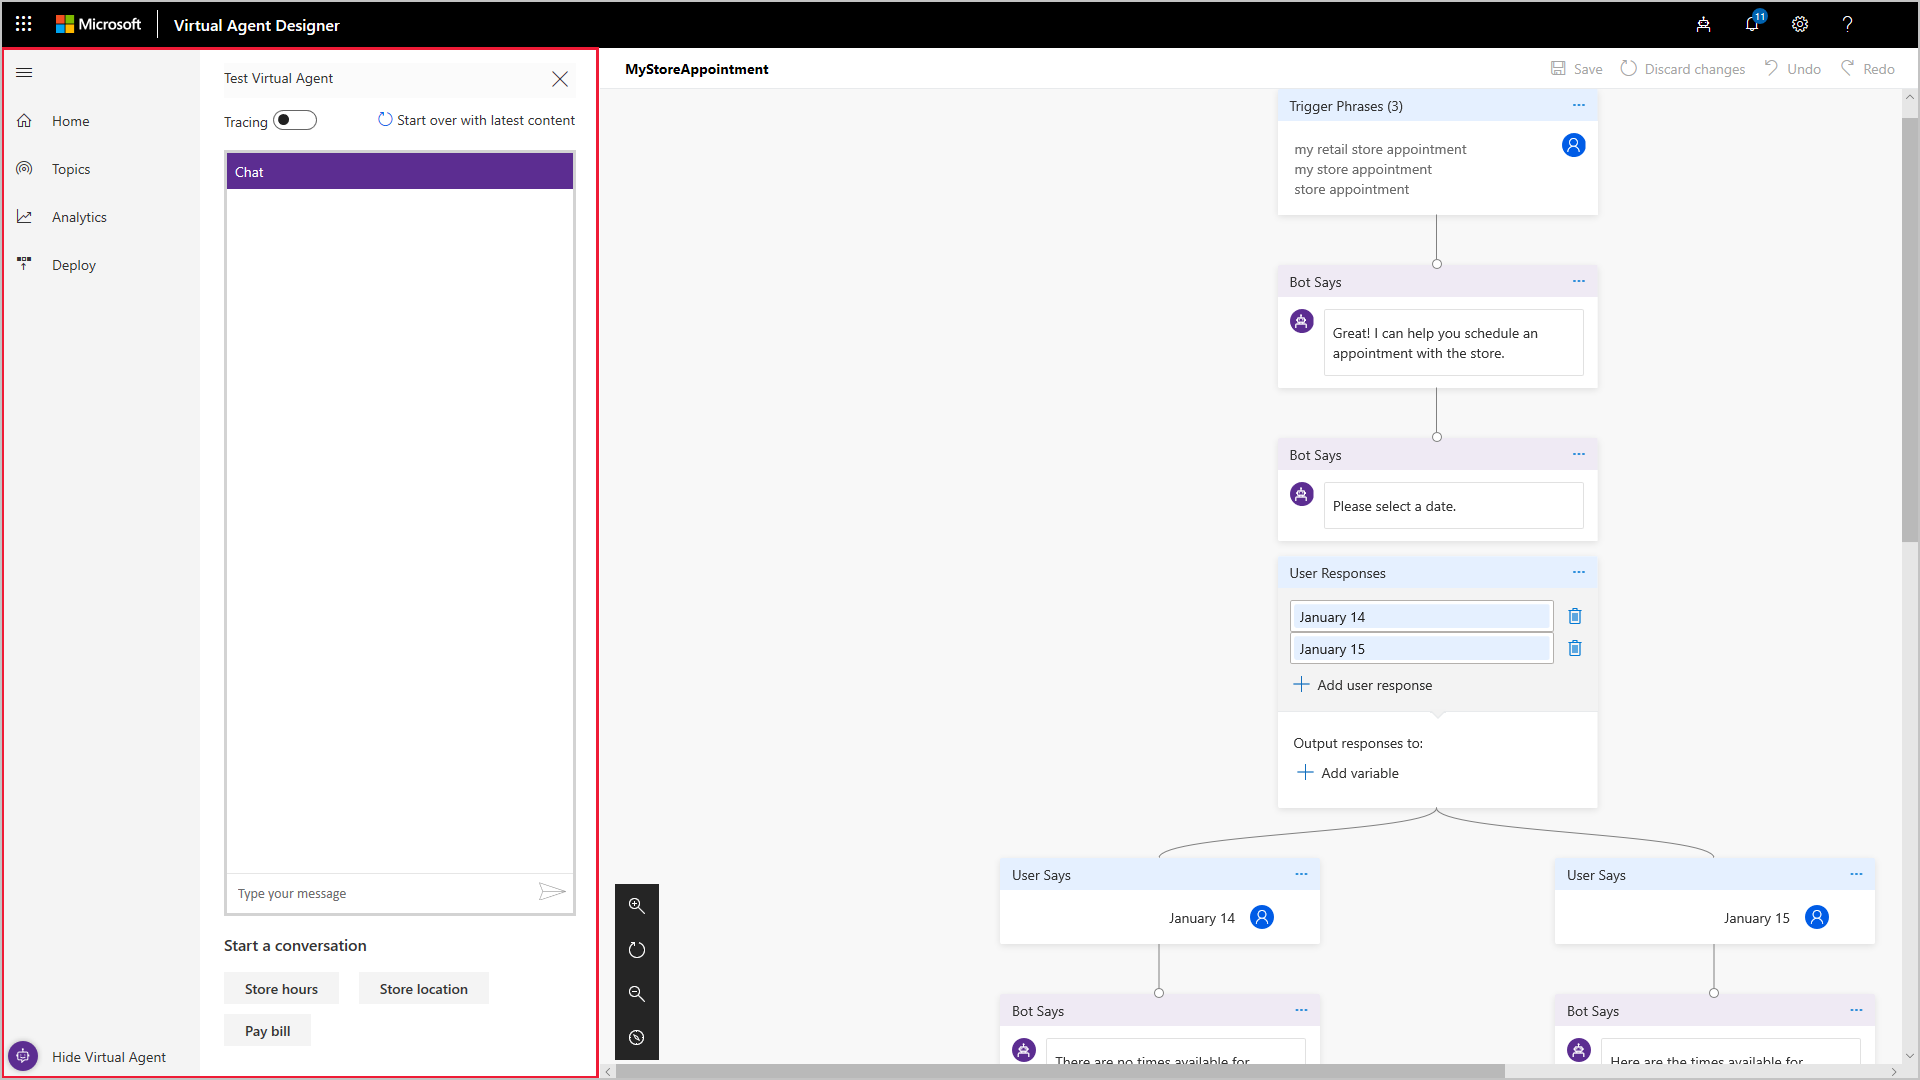 Microsoft
Virtual Agent Designer
11
?
Home
Topics
Analytics
Deploy
Hide Virtual Agent
Test Virtual Agent
Tracing
Start over with latest content
Chat
Type your message
Start a conversation
Store hours
Store location
Pay bill
MyStoreAppointment
Save
Discard changes
Undo
Redo
Trigger Phrases (3)
my retail store appointment
my store appointment
store appointment
Bot Says
Great! I can help you schedule an
appointment with the store.
Bot Says
Please select a date.
User Responses
January 14
January 15
Add user response
Output responses to:
Add variable
User Says
January 14
Bot Says
There are no times available for
User Says
January 15
Bot Says
Here are the times available for